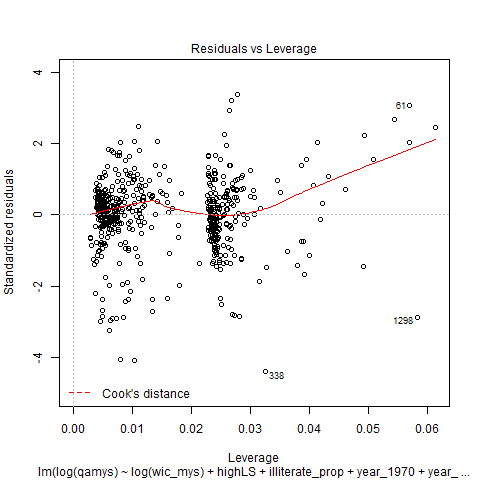 Residuals vs Leverage
Standardized residuals
4
2
0
-2
-4
61
1298
338
Cook's distance
0.00 0.01 0.02 0.03 0.04 0.05 0.06
Leverage
lm(log(qamys) ~ log(wic_mys) + highLS + illiterate_prop + year_1970 + year_ ...